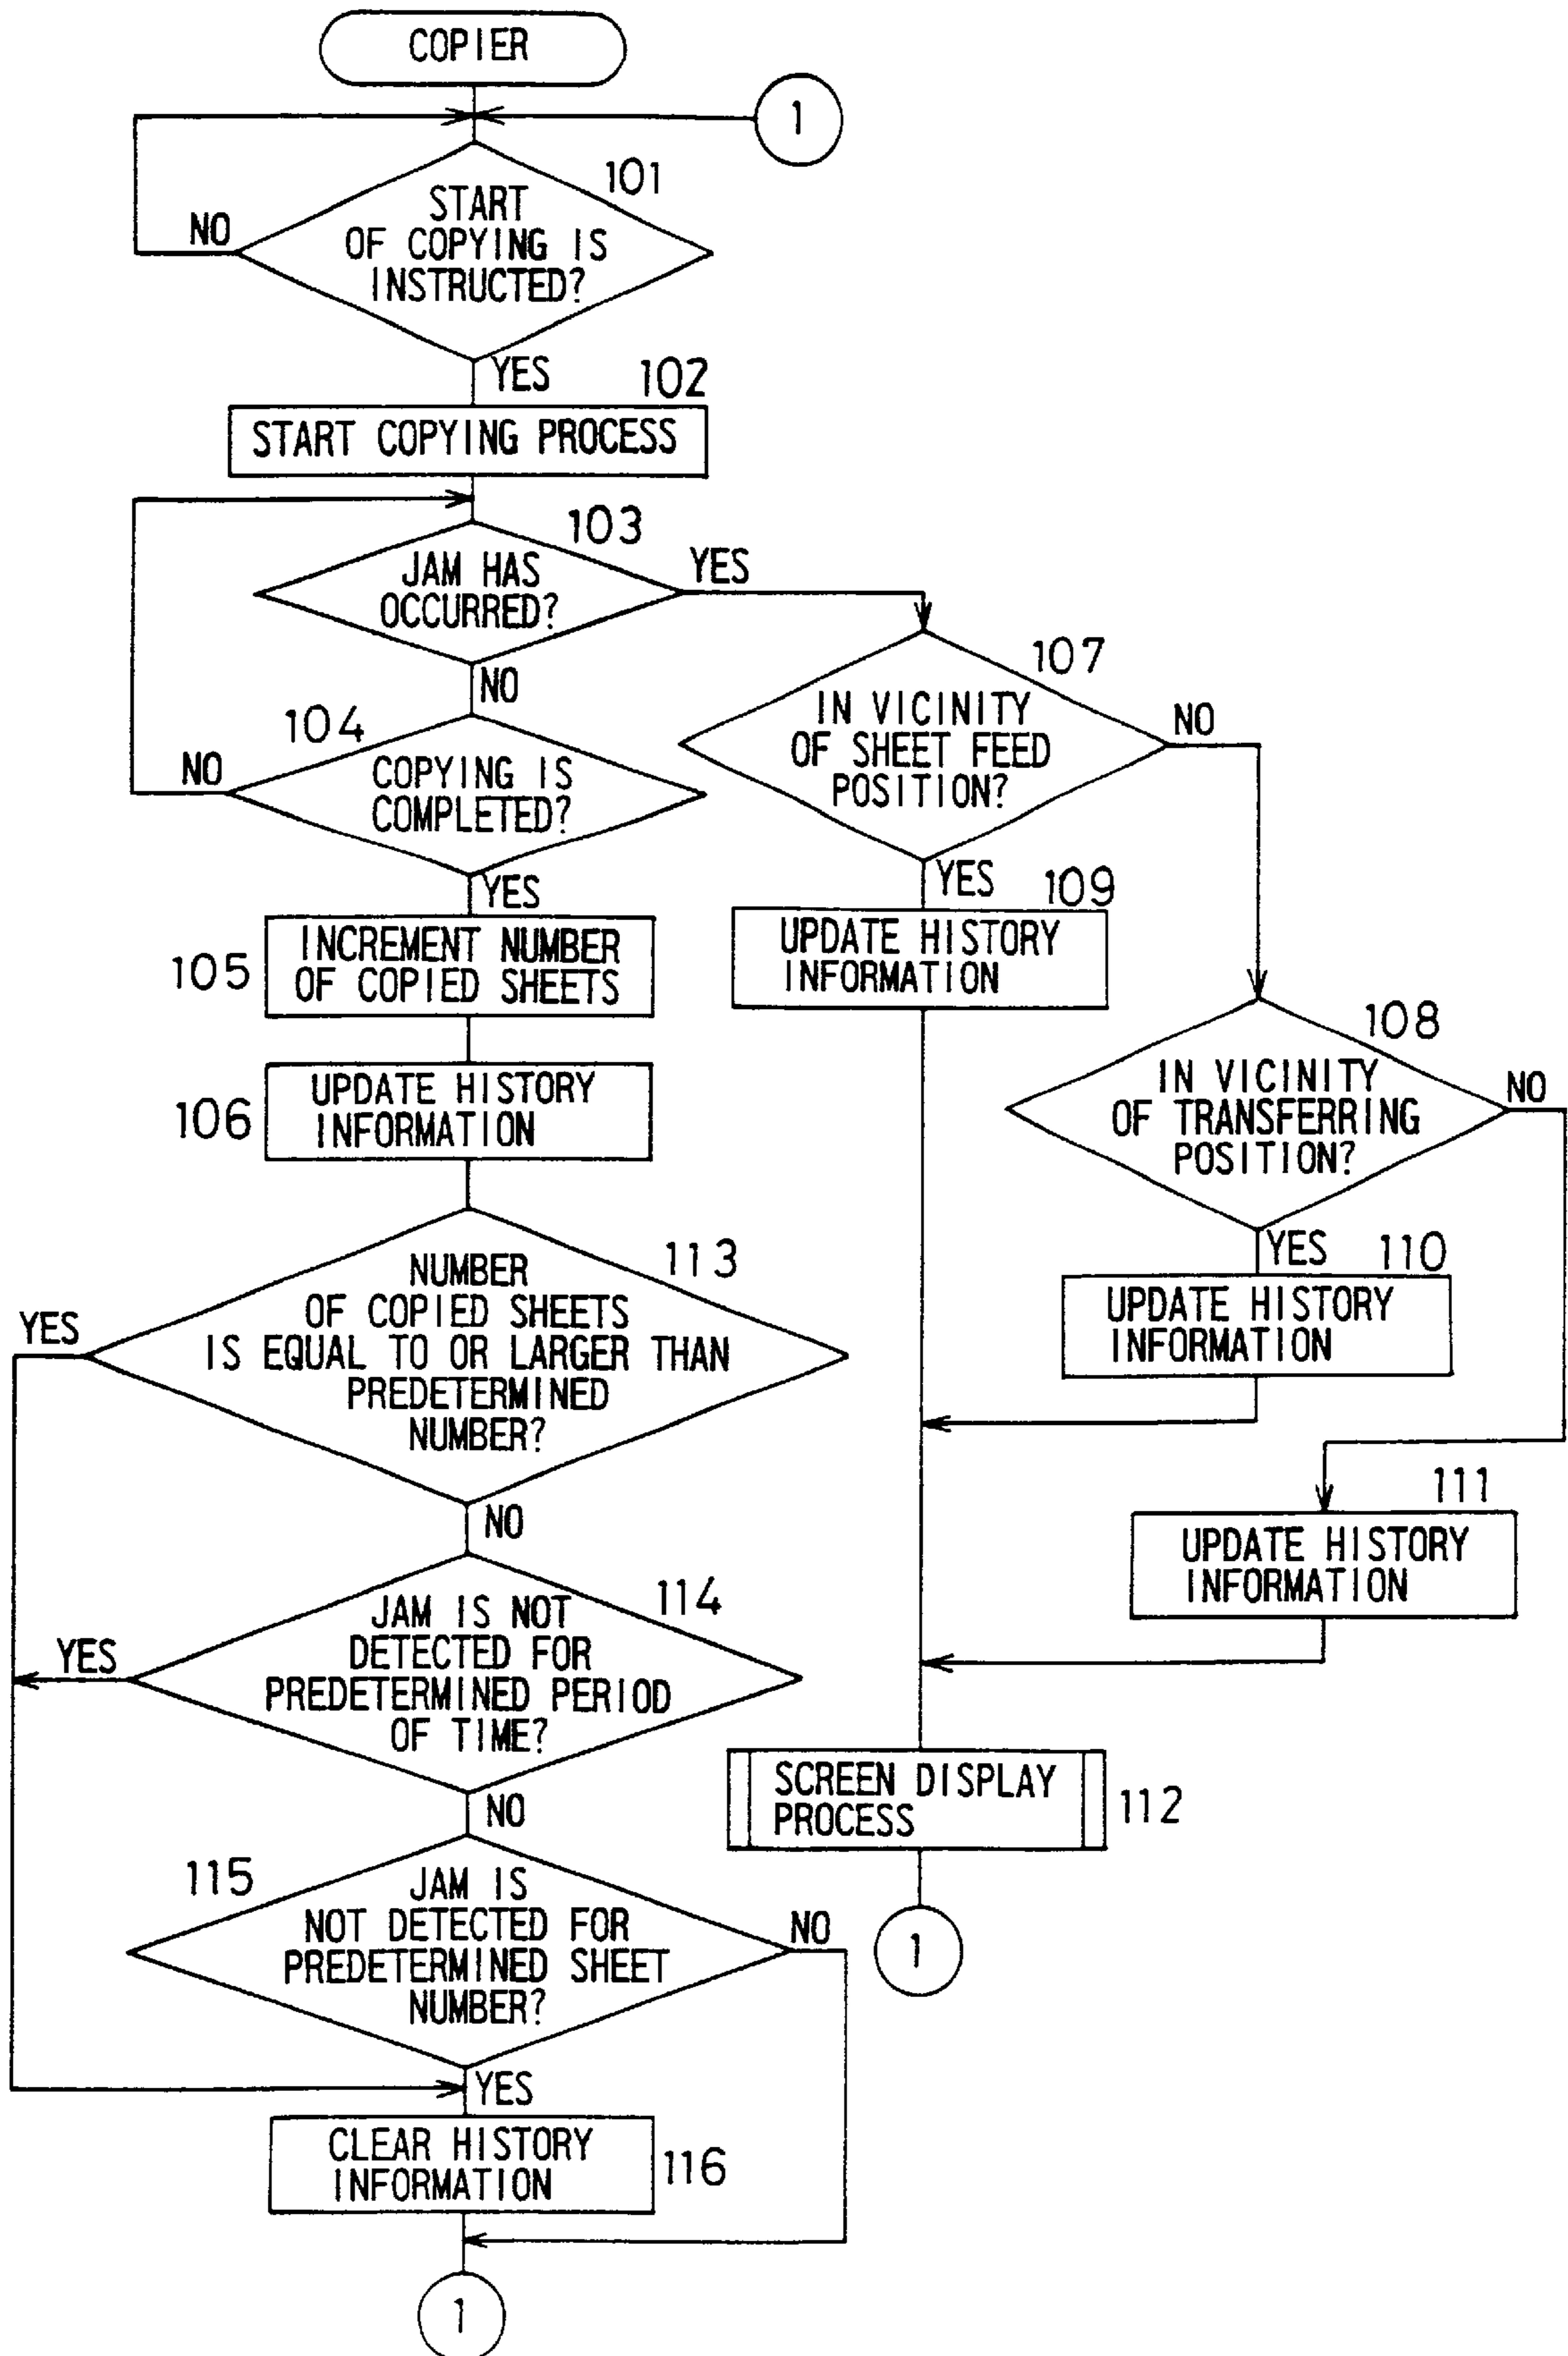 COPIER
1
101
START
OF COPYING IS
INSTRUCTED?
NO
YES
102
START COPYING PROCESS
103
JAM HAS
OCCURRED?
YES
NO
104
COPYING IS
COMPLETED?
NO
YES
105
INCREMENT NUMBER
OF COPIED SHEETS
106
UPDATE HISTORY
INFORMATION
107
IN VICINITY
OF SHEET FEED
POSITION?
NO
YES
109
UPDATE HISTORY
INFORMATION
108
IN VICINITY
OF TRANSFERRING
POSITION?
NO
YES
110
UPDATE HISTORY
INFORMATION
111
UPDATE HISTORY
INFORMATION
113
NUMBER
OF COPIED SHEETS
IS EQUAL TO OR LARGER THAN
PREDETERMINED
NUMBER?
YES
NO
114
JAM IS NOT
DETECTED FOR
PREDETERMINED PERIOD
OF TIME?
YES
NO
SCREEN DISPLAY
PROCESS
112
1
115
JAM IS
NOT DETECTED FOR
PREDETERMINED SHEET
NUMBER?
NO
YES
CLEAR HISTORY
INFORMATION
116
1